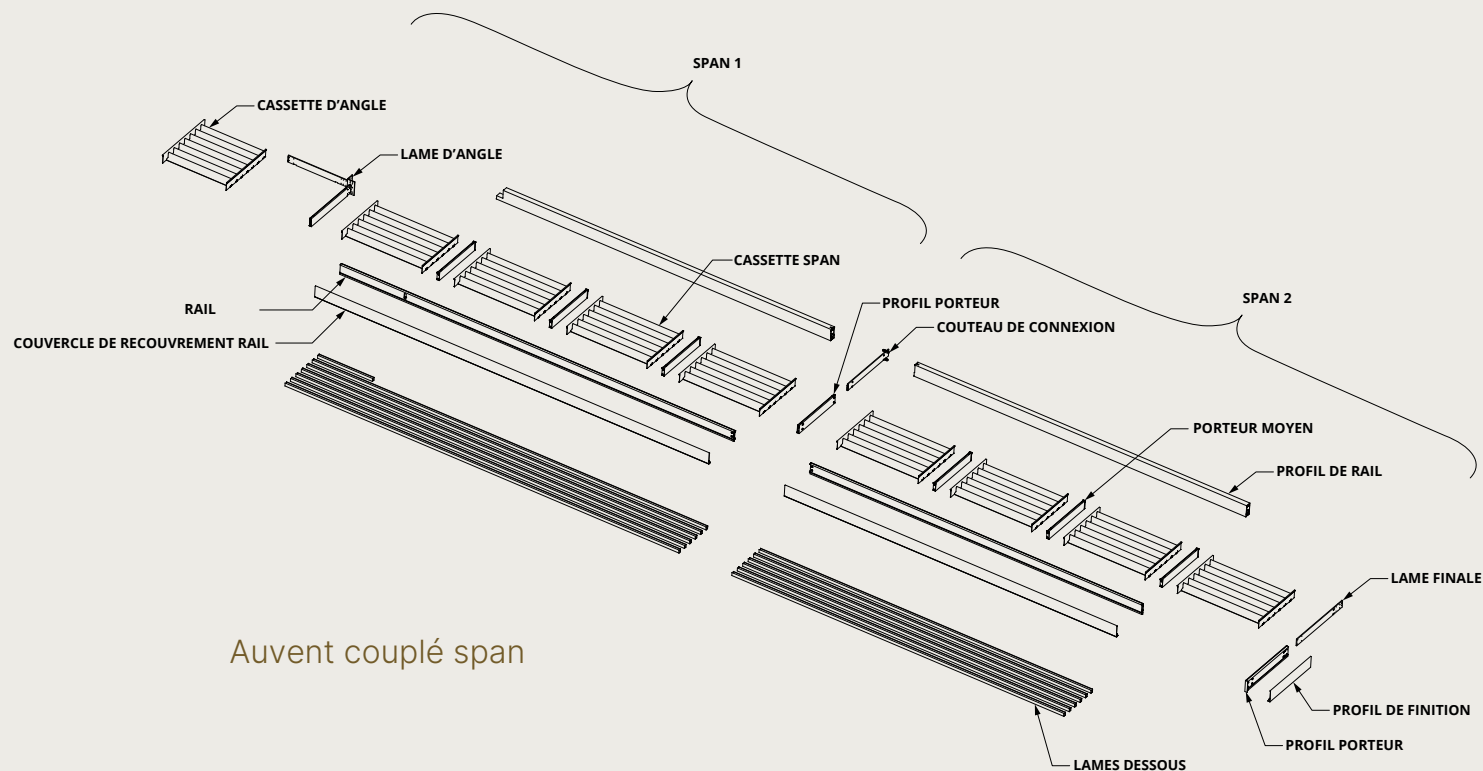 SPAN 1
CASSETTE D’ANGLE
LAME D’ANGLE
CASSETTE SPAN
SPAN 2
RAIL
PROFIL PORTEUR
COUTEAU DE CONNEXION
COUVERCLE DE RECOUVREMENT RAIL
PORTEUR MOYEN
PROFIL DE RAIL
LAME FINALE
Auvent couplé span
PROFIL DE FINITION
PROFIL PORTEUR
LAMES DESSOUS